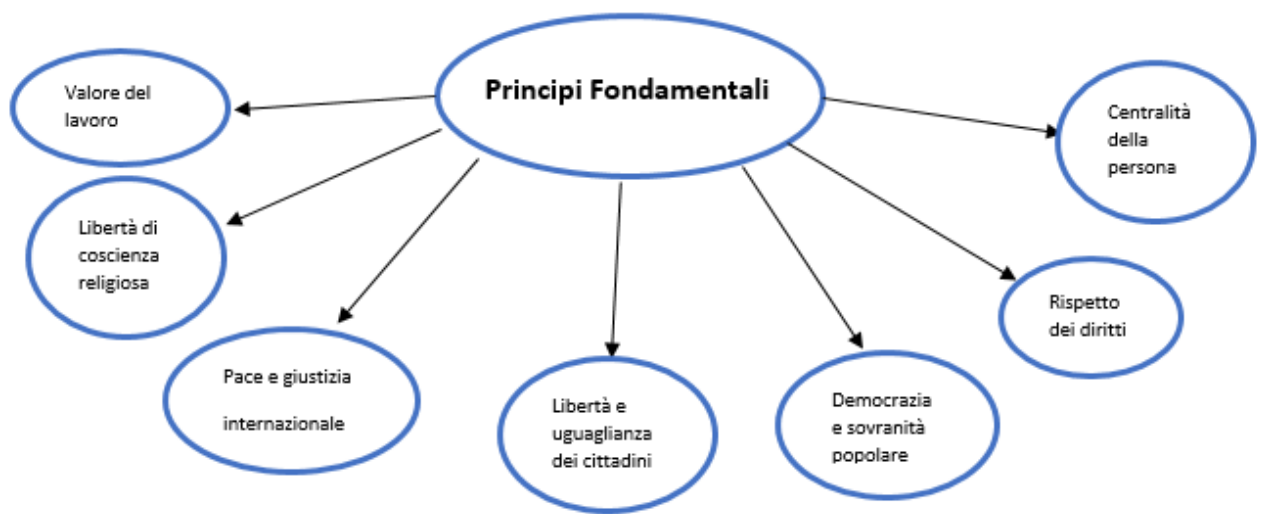 Principi Fondamentali
Valore del
lavoro
Centralità
della
persona
Libertà di
coscienza
religiosa
Rispetto
dei diritti
Pace e giustizia
internazionale
Libertà e
uguaglianza
dei cittadini
Democrazia
e sovranità
popolare